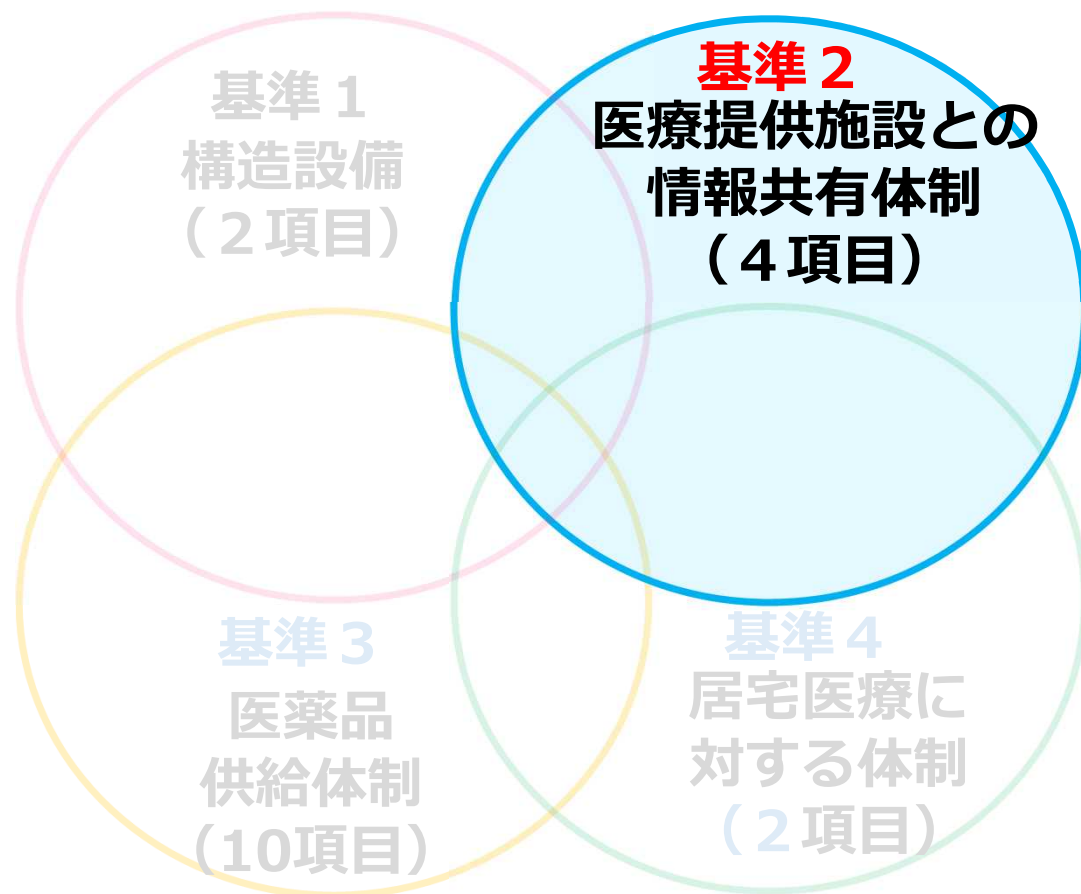 基準１
構造設備
（２項目）
基準２
医療提供施設との
情報共有体制
（４項目）
基準３
医薬品
供給体制
（10項目）
基準４
居宅医療に
対する体制
（２項目）